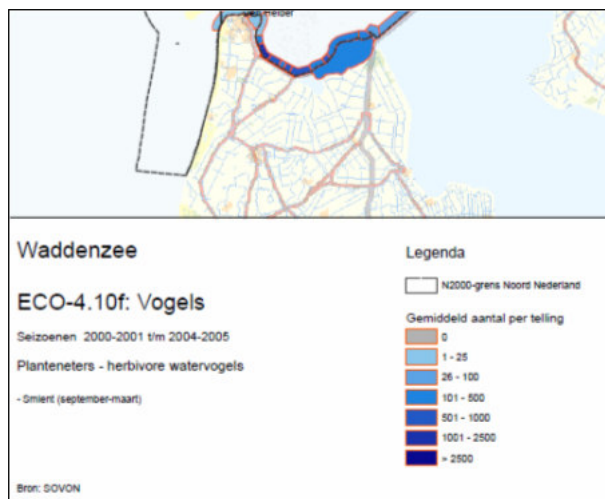 Den Helder
Waddenzee
ECO-4.10f: Vogels
Seizoenen 2000-2001 t/m 2004-2005
Planteneters - herbivore watervogels
- Smient (september-maart)
Bron: SOVON
Legenda
N2000-grens Noord Nederland
Gemiddeld aantal per telling
0
1 - 25
26 - 100
101 - 500
501 - 1000
1001 - 2500
> 2500